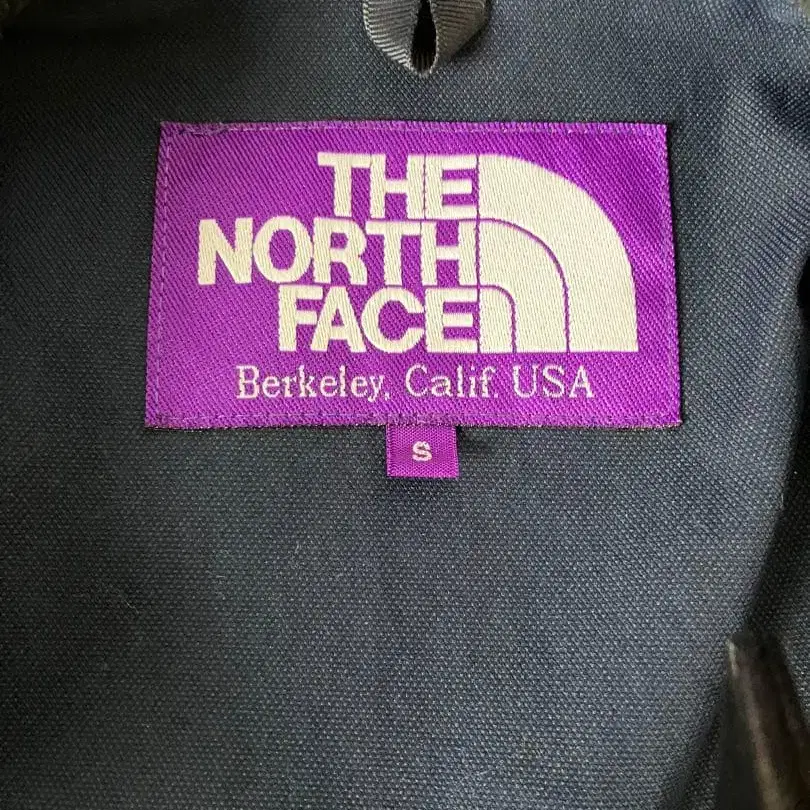 THE
NORTH
FACE
Berkeley, Calif. USA
S